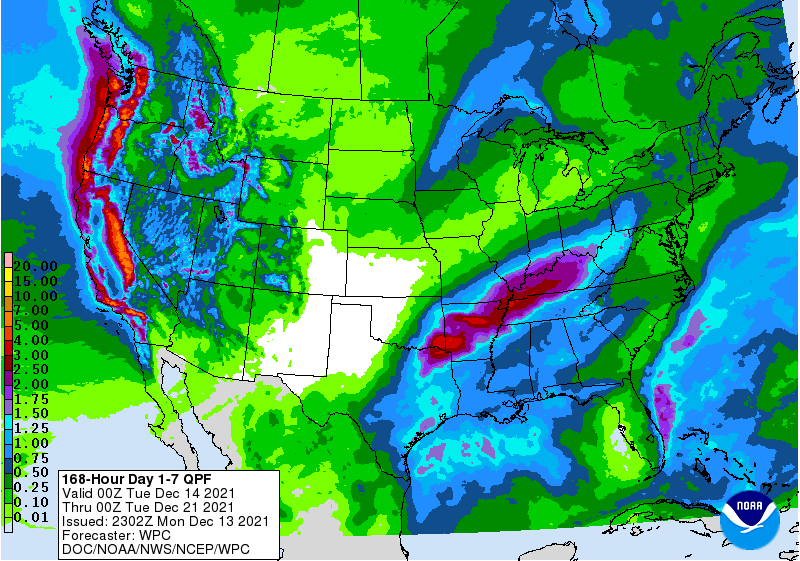 20.00
15.00
10.00
7.00
5.00
4.00
3.00
2.50
2.00
1.75
1.50
1.25
1.00
0.75
0.50
0.25
0.10
0.01
168-Hour Day 1-7 QPF
Valid 00Z Tue Dec 14 2021
Thru 00Z Tue Dec 21 2021
Issued: 2302Z Mon Dec 13 2021
Forecaster: WPC
DOC/NOAA/NWS/NCEP/WPC
NOAA